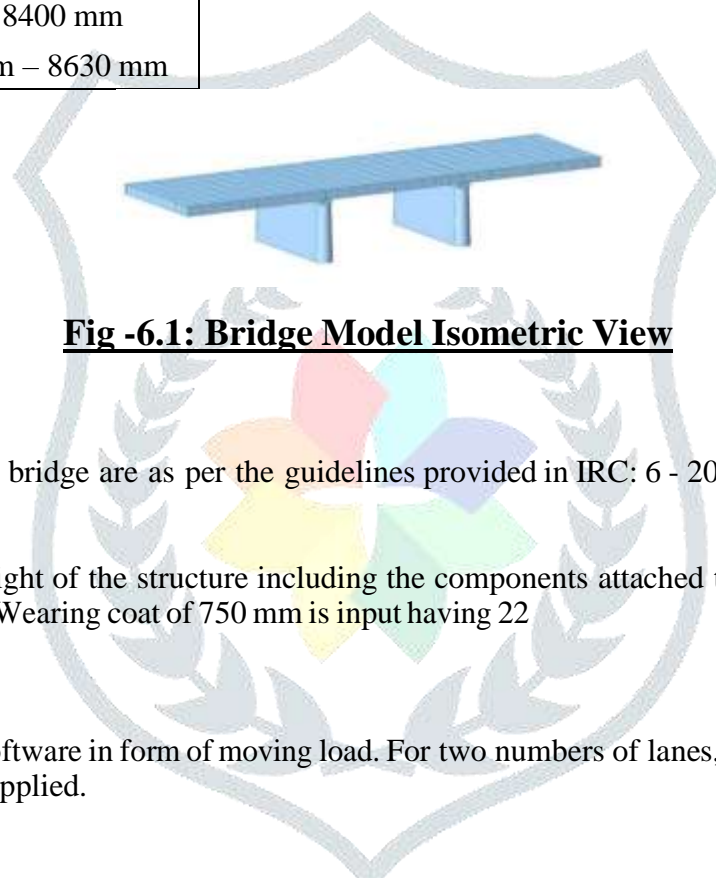 8400 mm
m – 8630 mm
Fig -6.1: Bridge Model Isometric View
bridge are as per the guidelines provided in IRC: 6 - 20
ight of the structure including the components attached t
Wearing coat of 750 mm is input having 22
oftware in form of moving load. For two numbers of lanes,
pplied.